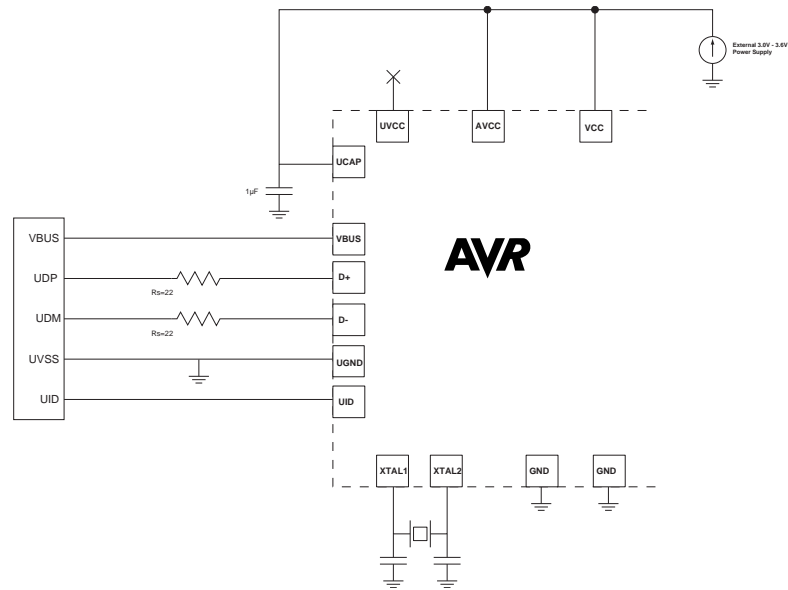 External 3.0V - 3.6V
Power Supply
UVCC
AVCC
VCC
UCAP
1µF
VBUS
VBUS
UDP
Rs=22
D+
UDM
Rs=22
D-
UVSS
UGND
UID
UID
AVR
XTAL1
XTAL2
GND
GND